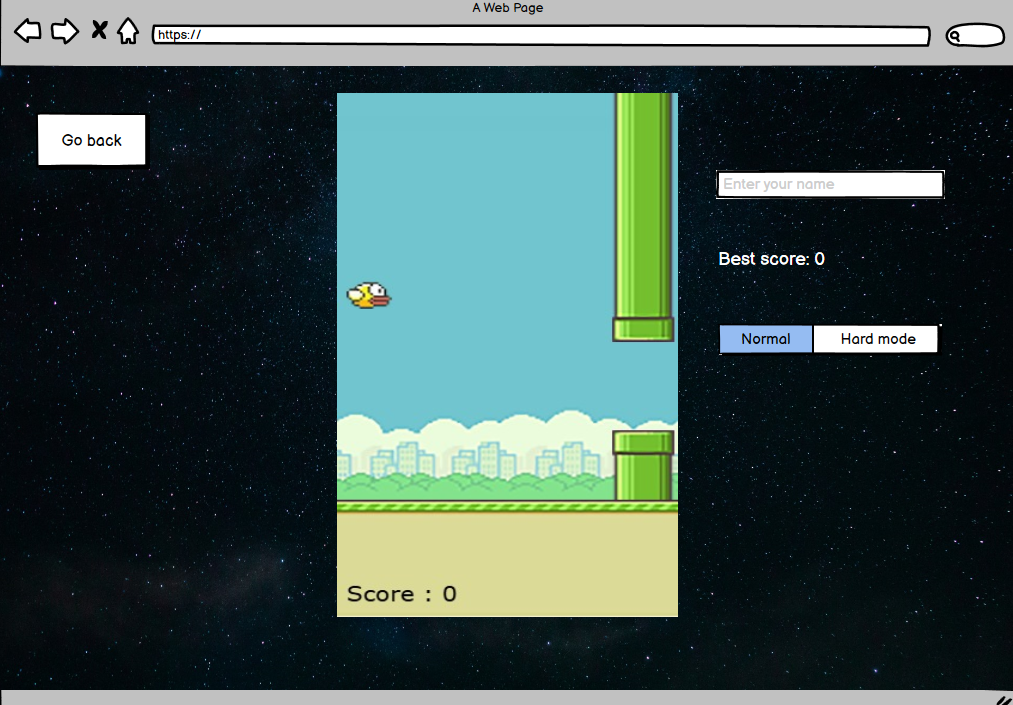 A Web Page
https://
Go back
Enter your name
Best score: 0
Normal
Hard mode
Score : 0